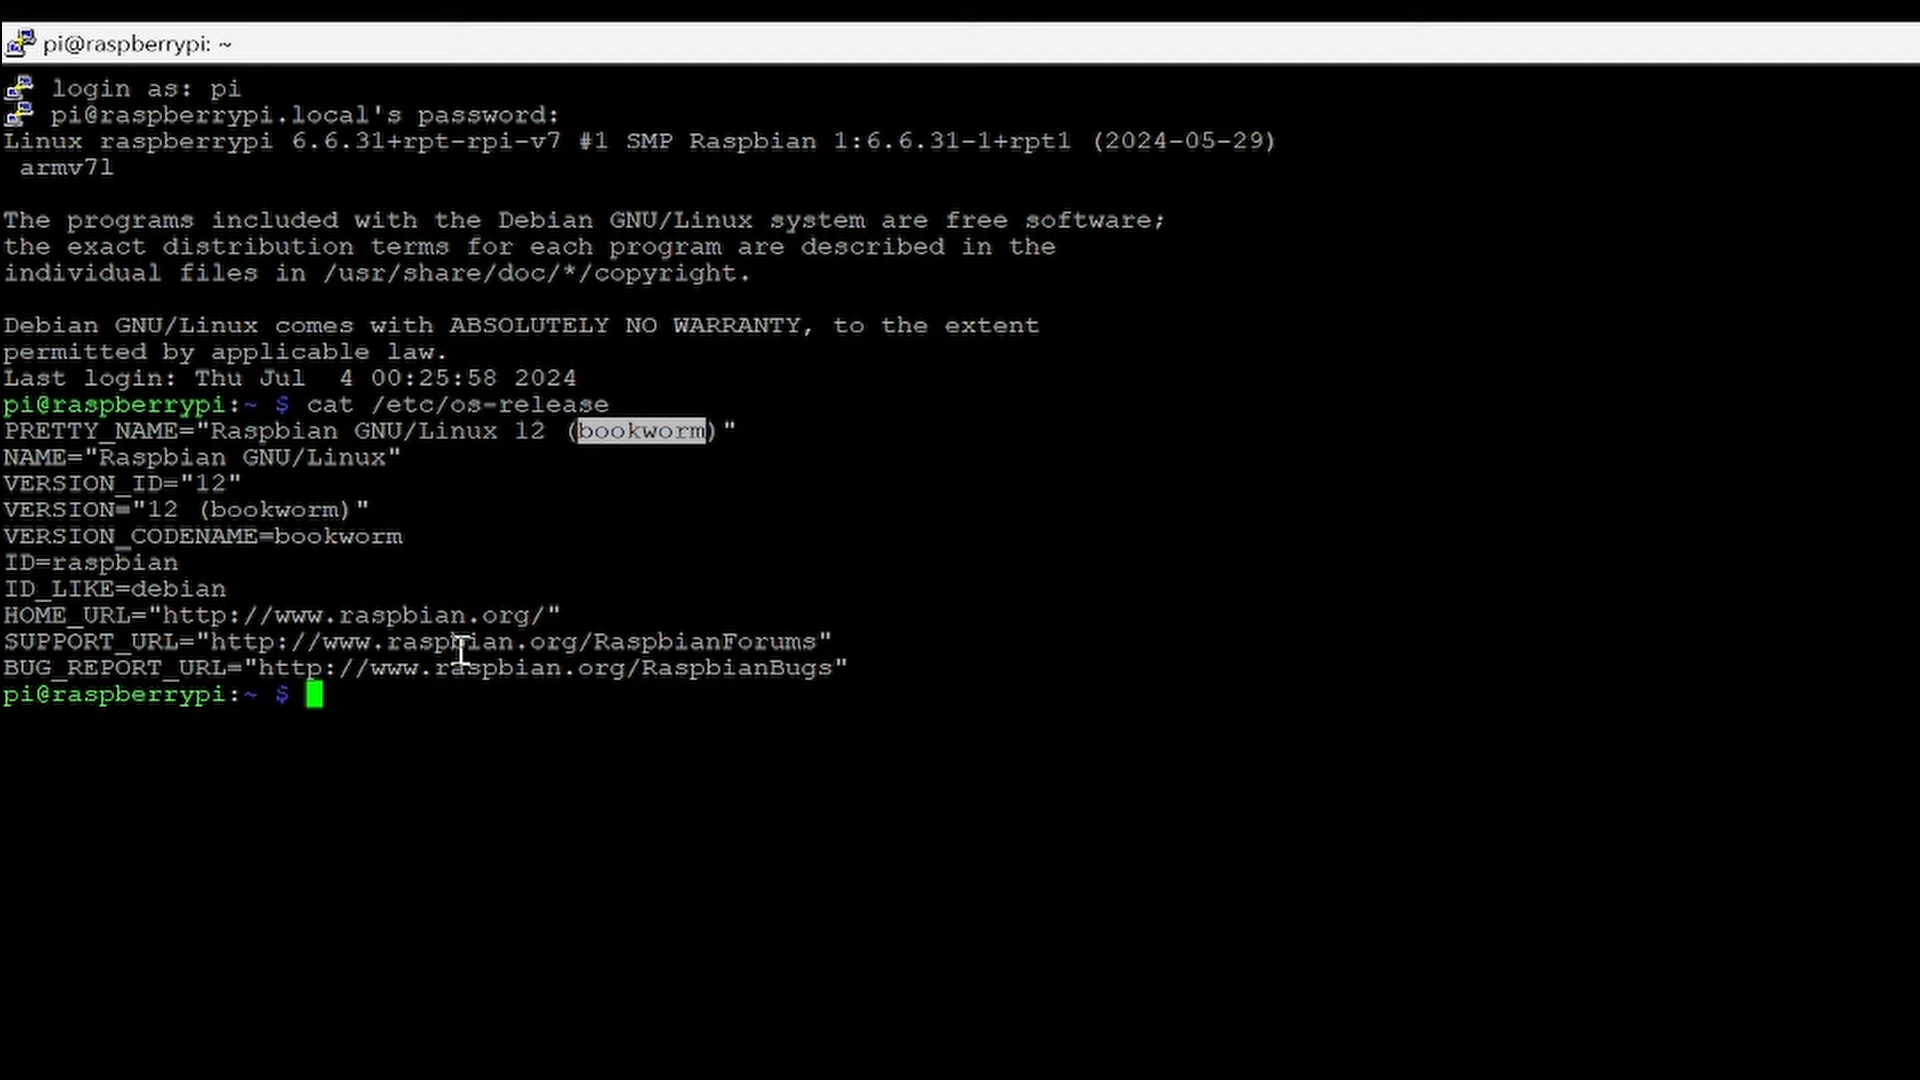 pi@raspberrypi: ~
login as: pi
pi@raspberrypi.local's password:
Linux raspberrypi 6.6.31+rpt-rpi-v7 #1 SMP Raspbian 1:6.6.31-1+rpt1 (2024-05-29)
armv7l
The programs included with the Debian GNU/Linux system are free software;
the exact distribution terms for each program are described in the
individual files in /usr/share/doc/*/copyright.
Debian GNU/Linux comes with ABSOLUTELY NO WARRANTY, to the extent
permitted by applicable law.
Last login: Thu Jul  4 00:25:58 2024
pi@raspberrypi:~ $ cat /etc/os-release
PRETTY_NAME="Raspbian GNU/Linux 12 (bookworm)"
NAME="Raspbian GNU/Linux"
VERSION_ID="12"
VERSION="12 (bookworm)"
VERSION_CODENAME=bookworm
ID=raspbian
ID_LIKE=debian
HOME_URL="http://www.raspbian.org/"
SUPPORT_URL="http://www.raspbian.org/RaspbianForums"
BUG_REPORT_URL="http://www.raspbian.org/RaspbianBugs"
pi@raspberrypi:~ $